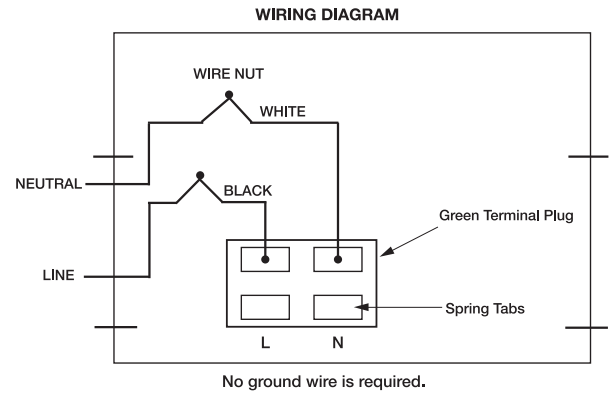 WIRING DIAGRAM
WIRE NUT
WHITE
NEUTRAL
BLACK
Green Terminal Plug
LINE
Spring Tabs
L N
No ground wire is required.